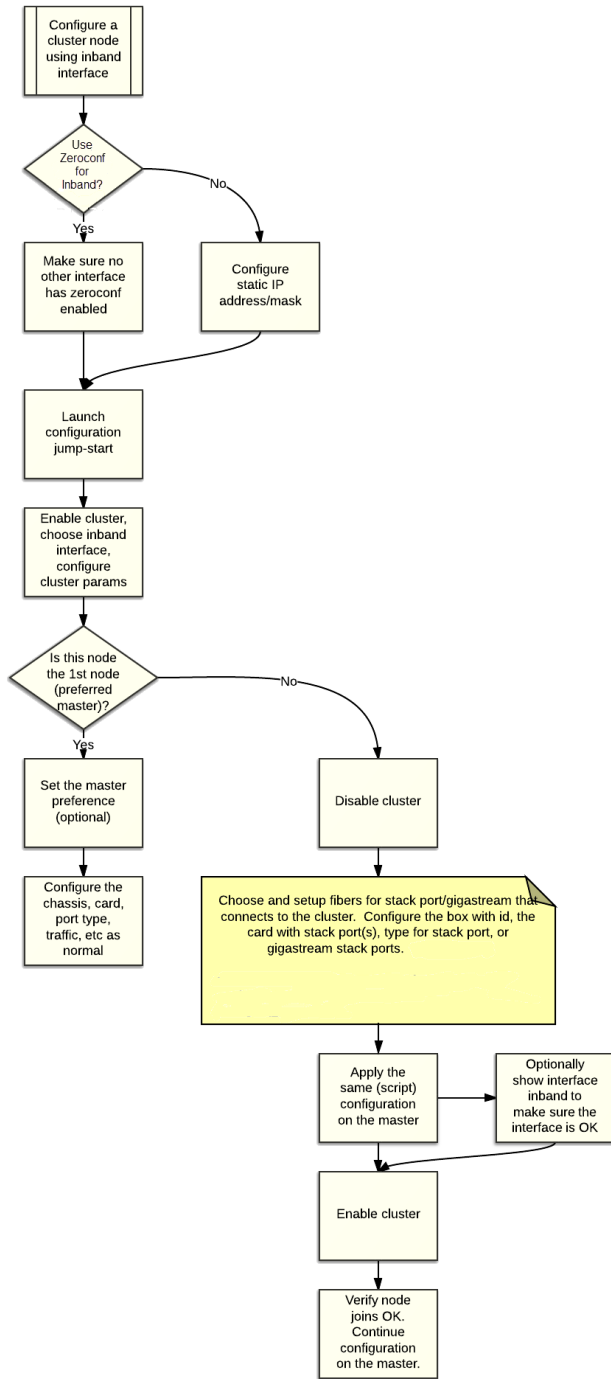 Configure a
cluster node
using inband
interface
Use
Zeroconf
for
Inband?
No
Yes
Make sure no
other interface
has zeroconf
enabled
Configure
static IP
address/mask
Launch
configuration
jump-start
Enable cluster,
choose inband
interface,
configure
cluster params
Is this node
the 1st node
(preferred
master)?
No
Yes
Set the master
preference
(optional)
Disable cluster
Configure the
chassis, card,
port type,
traffic, etc as
normal
Choose and setup fibers for stack port/gigastream that
connects to the cluster. Configure the box with id, the
card with stack port(s), type for stack port, or
gigastream stack ports.
Apply the
same (script)
configuration
on the master
Optionally
show interface
inband to
make sure the
interface is OK
Enable cluster
Verify node
joins OK.
Continue
configuration
on the master.